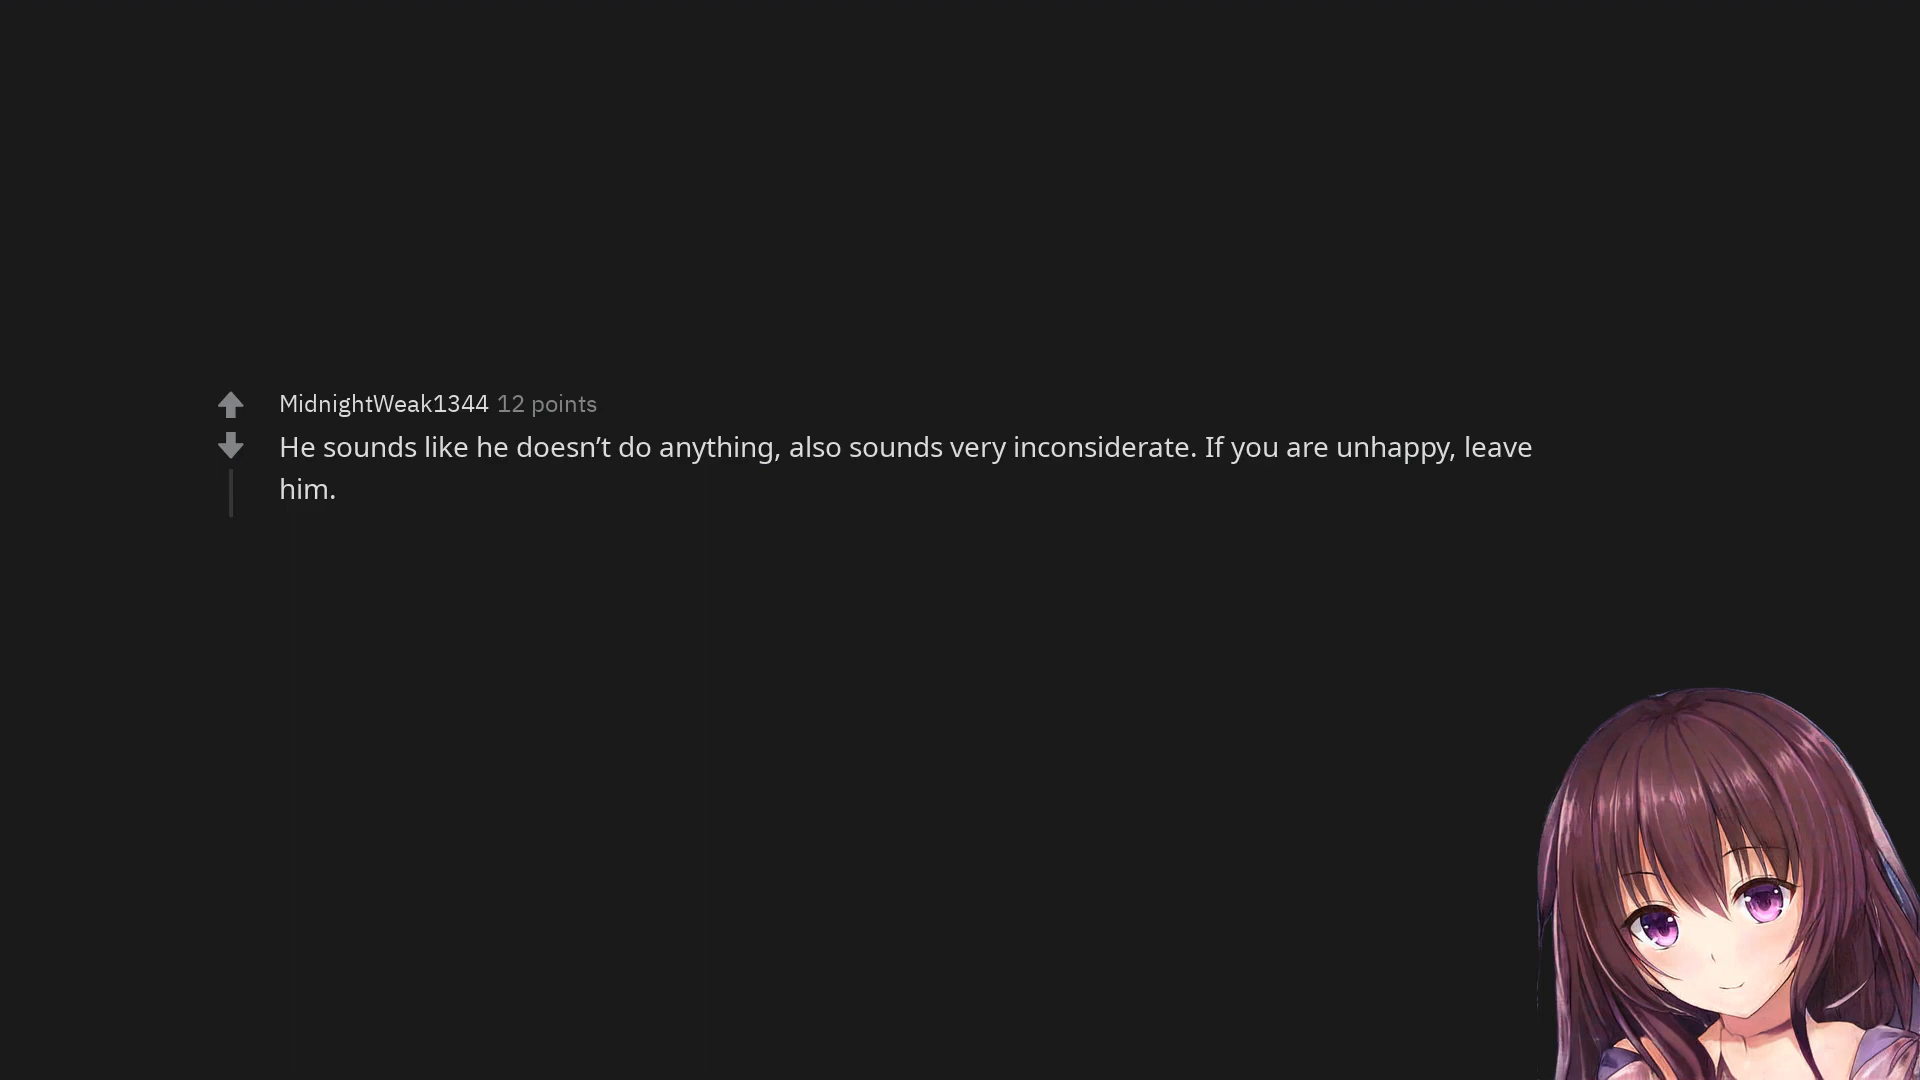 MidnightWeak1344 12 points
He sounds like he doesn’t do anything, also sounds very inconsiderate. If you are unhappy, leave
him.